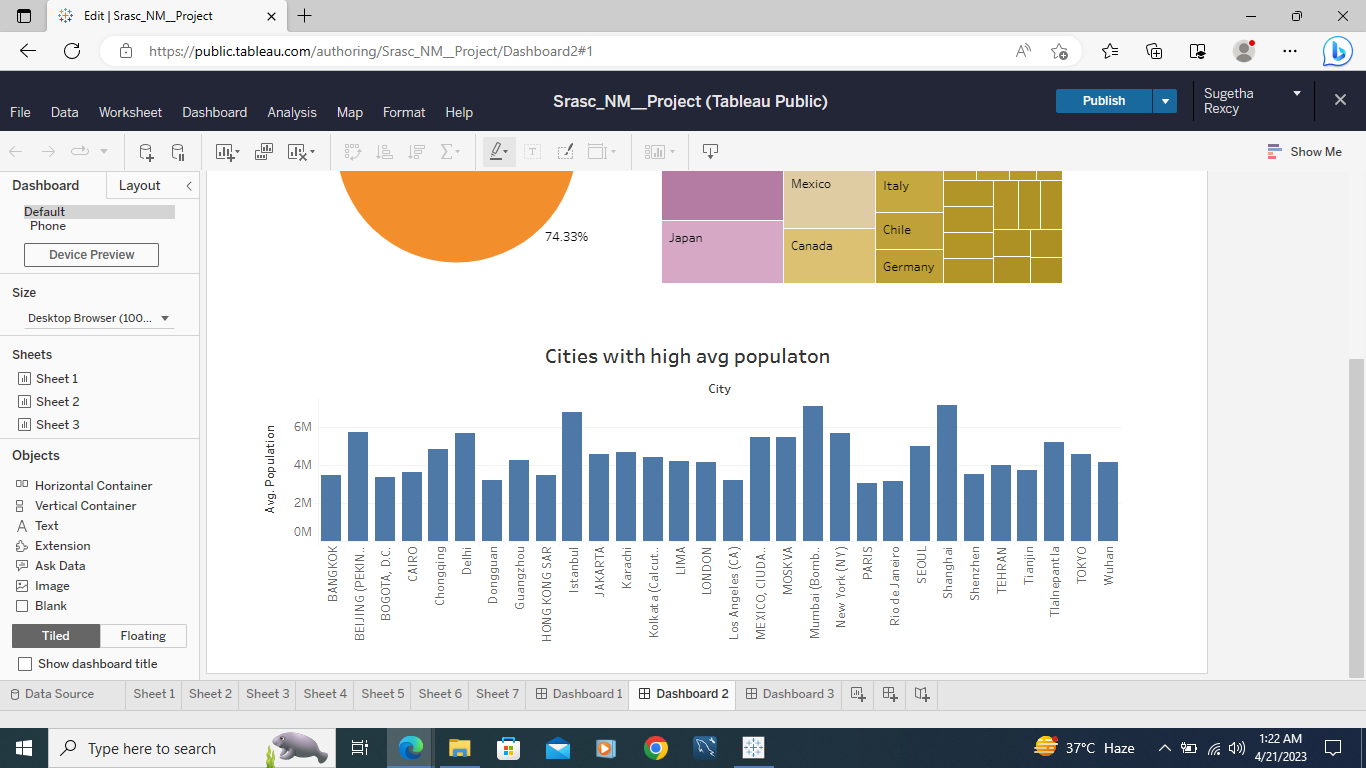 Edit | Srasc_NM__Project
https://public.tableau.com/authoring/Srasc_NM__Project/Dashboard2#1
Srasc_NM__Project (Tableau Public)
Publish
Sugetha
Rexcy
File Data Worksheet Dashboard Analysis Map Format Help
Show Me
Dashboard Layout
Default
Phone
Device Preview
Size
Desktop Browser (100...
Sheets
Sheet 1
Sheet 2
Sheet 3
Objects
Horizontal Container
Vertical Container
Text
Extension
Ask Data
Image
Blank
Tiled Floating
Show dashboard title
74.33%
Japan
Mexico
Canada
Italy
Chile
Germany
Cities with high avg populaton
City
Avg. Population
6M
4M
2M
0M
BANGKOK
BEIJING (PEKIN..
BOGOTA, D.C.
CAIRO
Chongqing
Delhi
Dongguan
Guangzhou
HONG KONG SAR
Istanbul
JAKARTA
Karachi
Kolkata (Calcut..
LIMA
LONDON
Los Angeles (CA)
MEXICO, CIUDA..
MOSKVA
Mumbai (Bomb..
New York (NY)
PARIS
Rio de Janeiro
SEOUL
Shanghai
Shenzhen
TEHRAN
Tianjin
Tlalnepantla
TOKYO
Wuhan
Data Source Sheet 1 Sheet 2 Sheet 3 Sheet 4 Sheet 5 Sheet 6 Sheet 7 Dashboard 1 Dashboard 2 Dashboard 3
Type here to search
37°C Haze
1:22 AM
4/21/2023